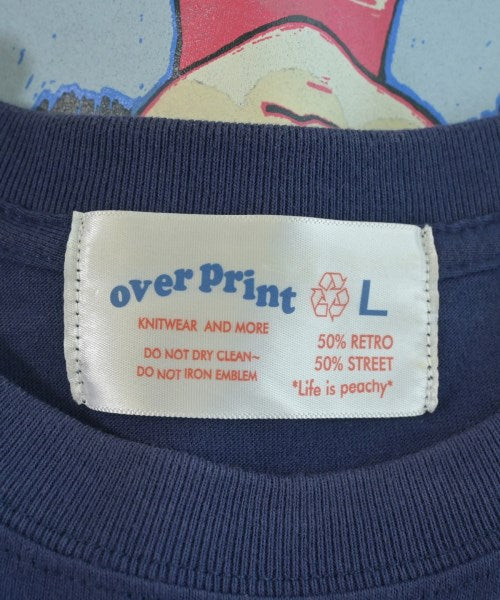 over print L
KNITWEAR AND MORE
DO NOT DRY CLEAN~
DO NOT IRON EMBLEM
50% RETRO
50% STREET
*Life is peachy*